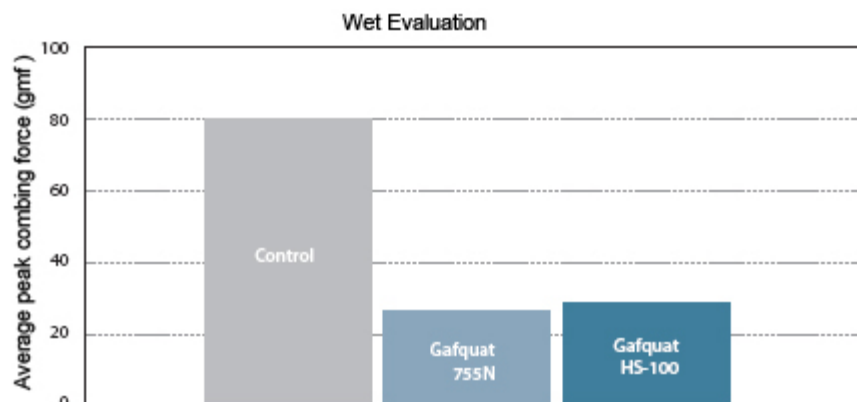 Wet Evaluation
Average peak combing force (gmf)
100
80
60
40
20
0
Control
Gafquat
755N
Gafquat
HS-100